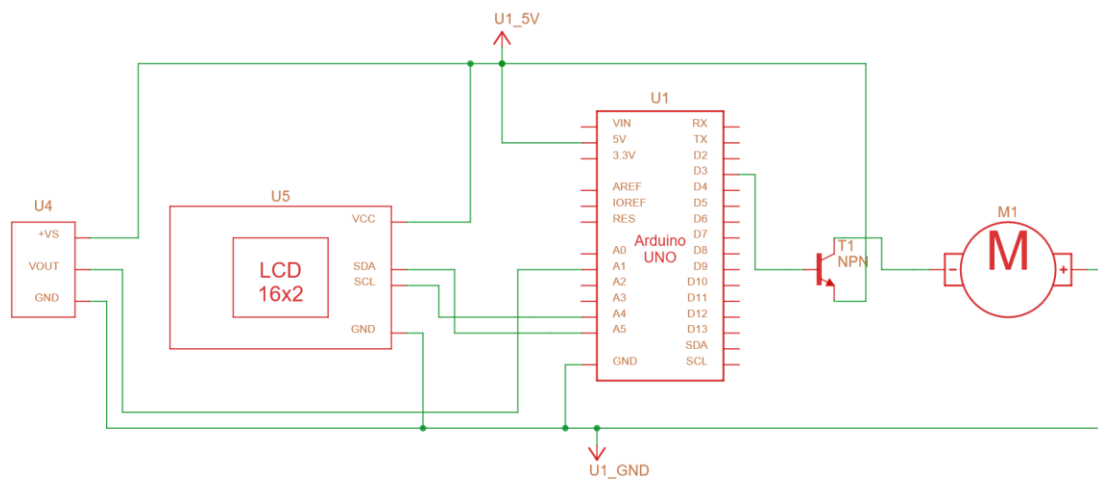 U1_5V
U4
+VS
VOUT
GND
U5
VCC
LCD
16x2
SDA
SCL
GND
U1
VIN
5V
3.3V
AREF
IOREF
RES
A0
A1
A2
A3
A4
A5
GND
Arduino
UNO
RX
TX
D2
D3
D4
D5
D6
D7
D8
D9
D10
D11
D12
D13
SDA
SCL
T1
NPN
M1
M
-
+
U1_GND